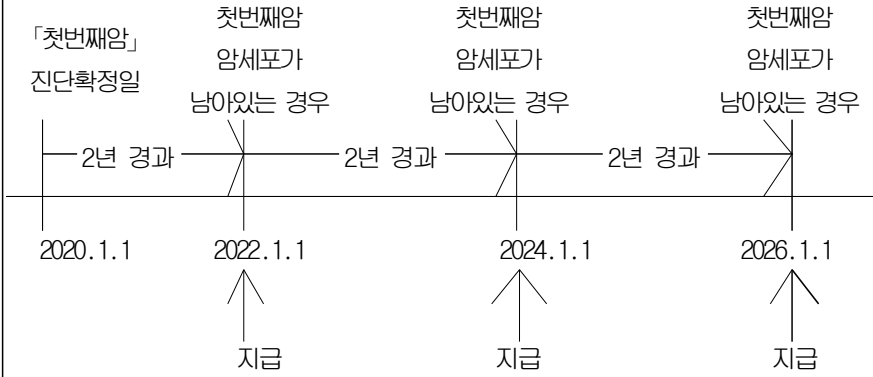 「첫번째암」
진단확정일
첫번째암
암세포가
남아있는 경우
첫번째암
암세포가
남아있는 경우
첫번째암
암세포가
남아있는 경우
2년 경과
2년 경과
2년 경과
2020.1.1
2022.1.1
2024.1.1
2026.1.1
지급
지급
지급